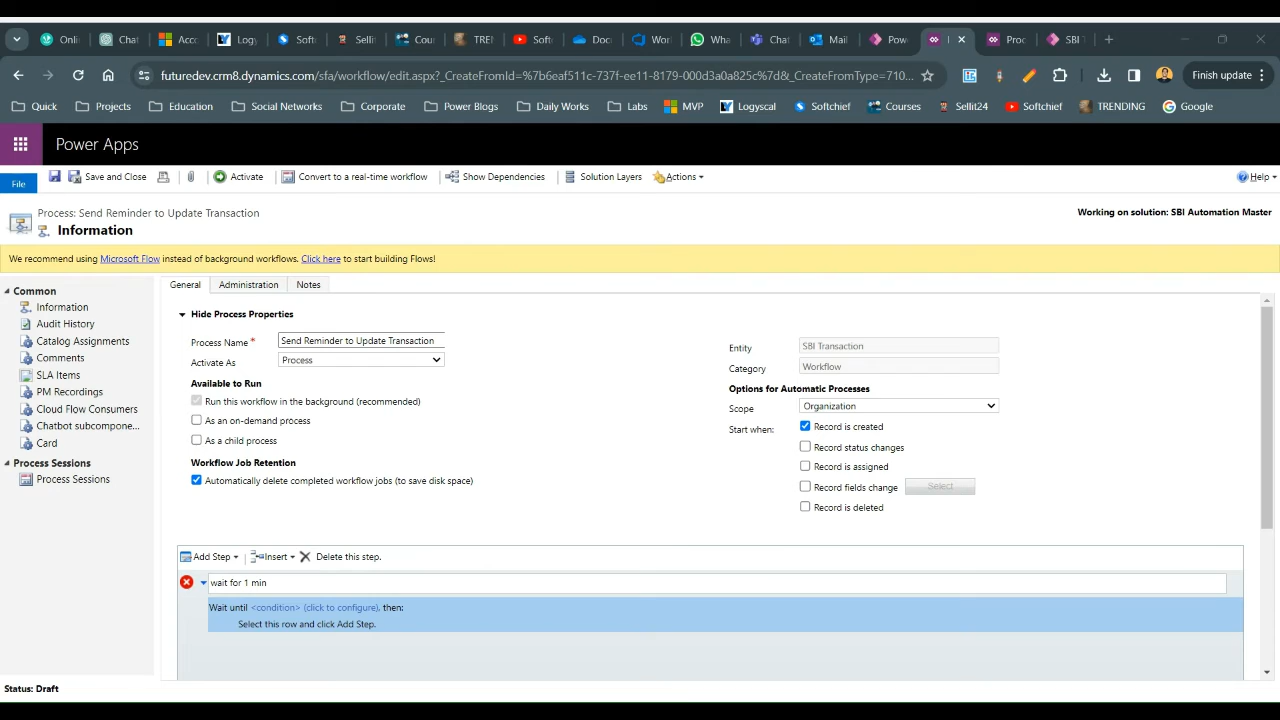 Onli
Chat
Acc
Logy
Soft
Sellit
Cour
TREN
Soft
Doc
Wor
Wha
Chat
Mail
Pow
Proc
SBI T
futuredev.crm8.dynamics.com/sfa/workflow/edit.aspx?_CreateFromId=%7b6eaf511c-737f-ee11-8179-000d3a0a825c%7d&_CreateFromType=710...
Finish update
Quick
Projects
Education
Social Networks
Corporate
Power Blogs
Daily Works
Labs
MVP
Logyscal
Softchief
Courses
Sellit24
Softchief
TRENDING
Google
Power Apps
File
Save and Close
Activate
Convert to a real-time workflow
Show Dependencies
Solution Layers
Actions
Help
Process: Send Reminder to Update Transaction
Information
Working on solution: SBI Automation Master
We recommend using Microsoft Flow instead of background workflows. Click here to start building Flows!
Common
Information
Audit History
Catalog Assignments
Comments
SLA Items
PM Recordings
Cloud Flow Consumers
Chatbot subcompone...
Card
Process Sessions
Process Sessions
General
Administration
Notes
Hide Process Properties
Process Name *
Send Reminder to Update Transaction
Activate As
Process
Available to Run
Run this workflow in the background (recommended)
As an on-demand process
As a child process
Workflow Job Retention
Automatically delete completed workflow jobs (to save disk space)
Entity
SBI Transaction
Category
Workflow
Options for Automatic Processes
Scope
Organization
Start when:
Record is created
Record status changes
Record is assigned
Record fields change
Select
Record is deleted
Add Step
Insert
Delete this step.
wait for 1 min
Wait until <condition> (click to configure), then:
Select this row and click Add Step.
Status: Draft